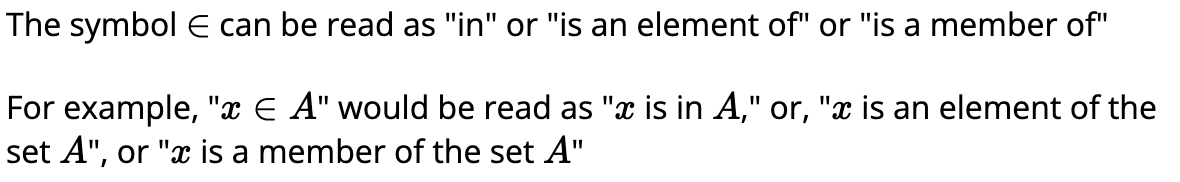 The symbol ∈ can be read as "in" or "is an element of" or "is a member of"
For example, "x ∈ A" would be read as "x is in A," or, "x is an element of the
set A", or "x is a member of the set A"